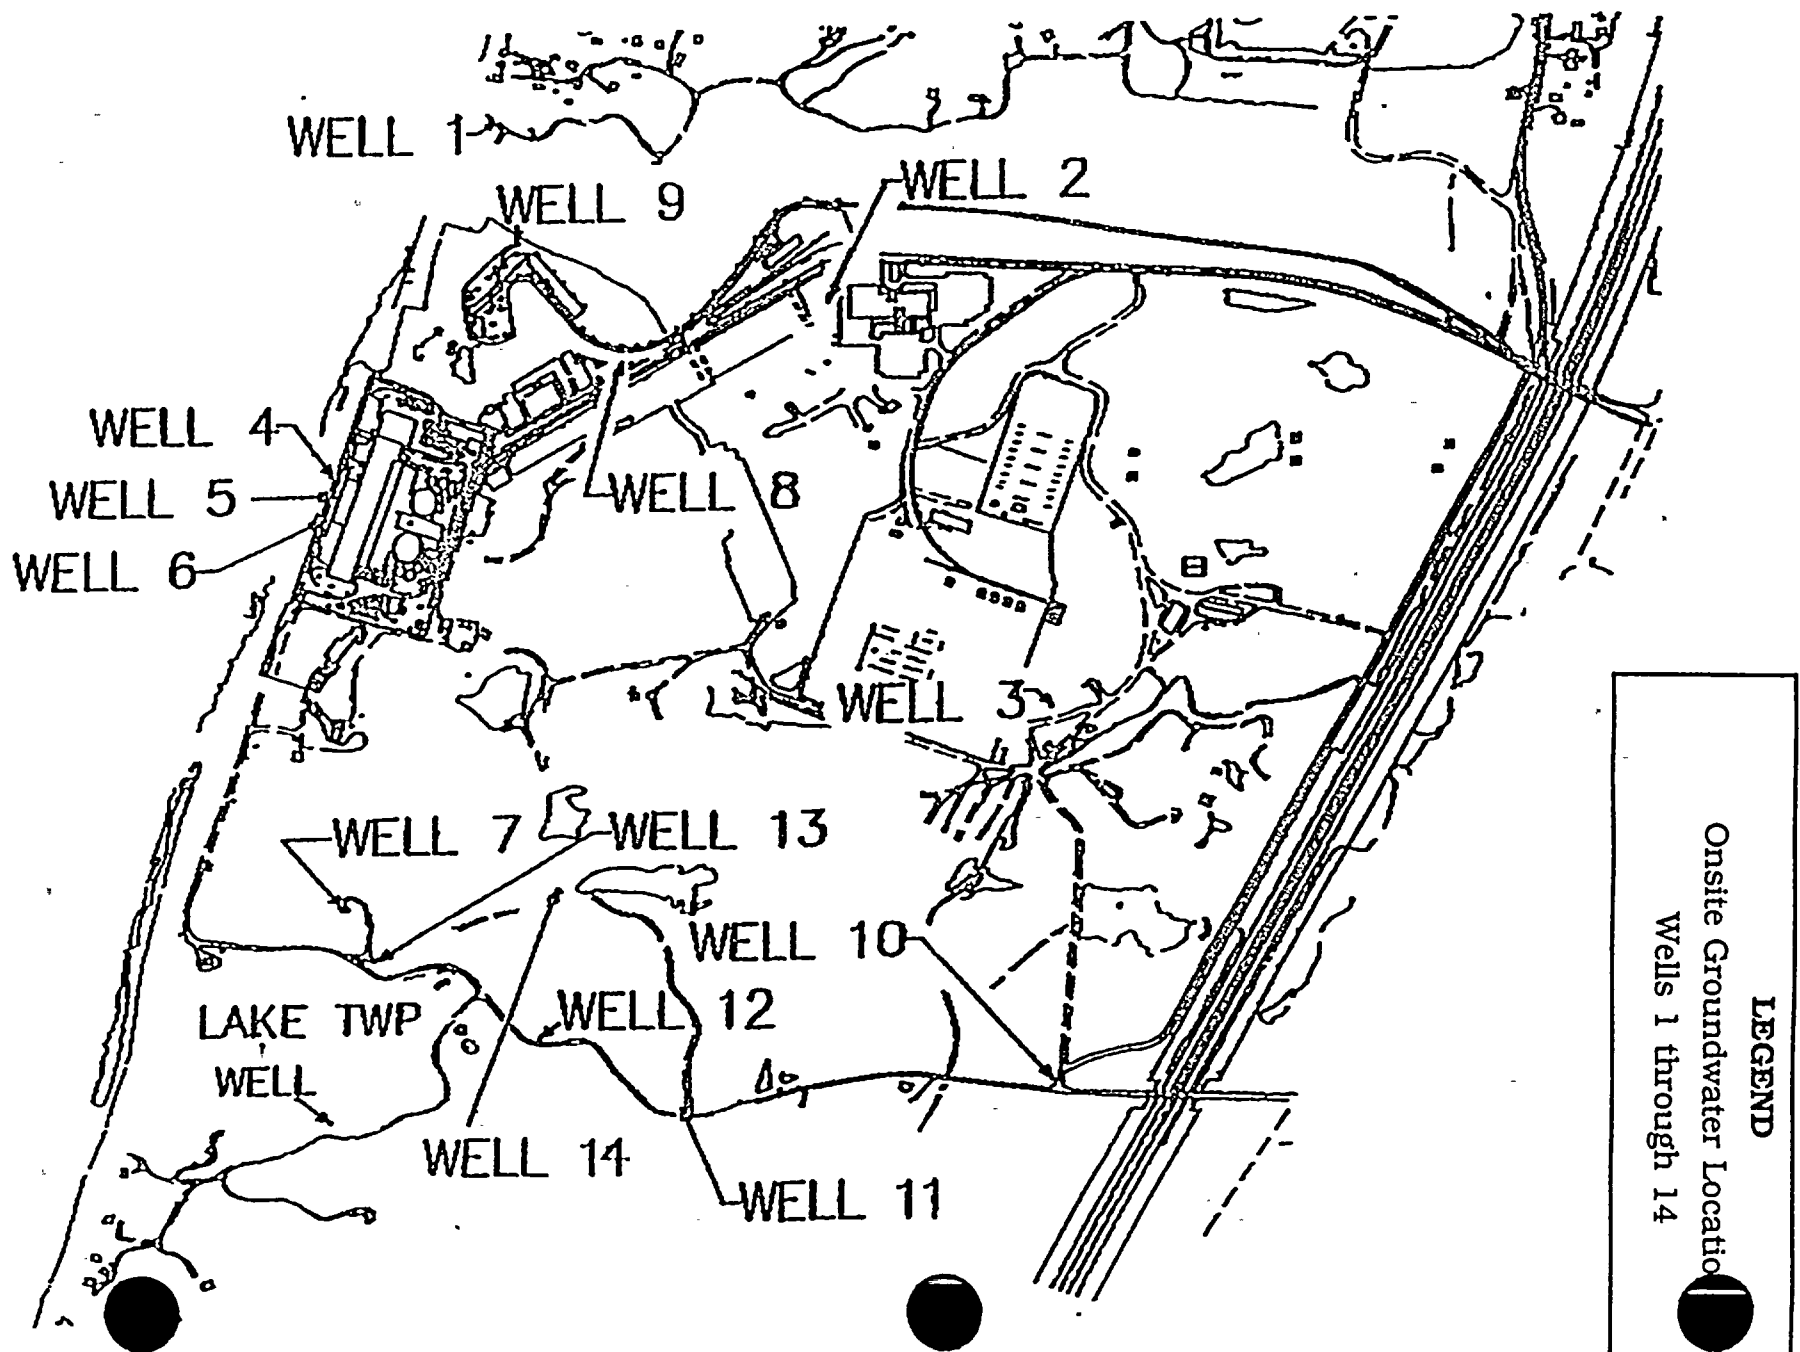 WELL 1
WELL 2
WELL 9
WELL 4
WELL 5
WELL 8
WELL 6
WELL 3
WELL 7
WELL 13
WELL 10
LAKE TWP
WELL
WELL 12
WELL 14
WELL 11
LEGEND
Onsite Groundwater Locatio
Wells 1 through 14